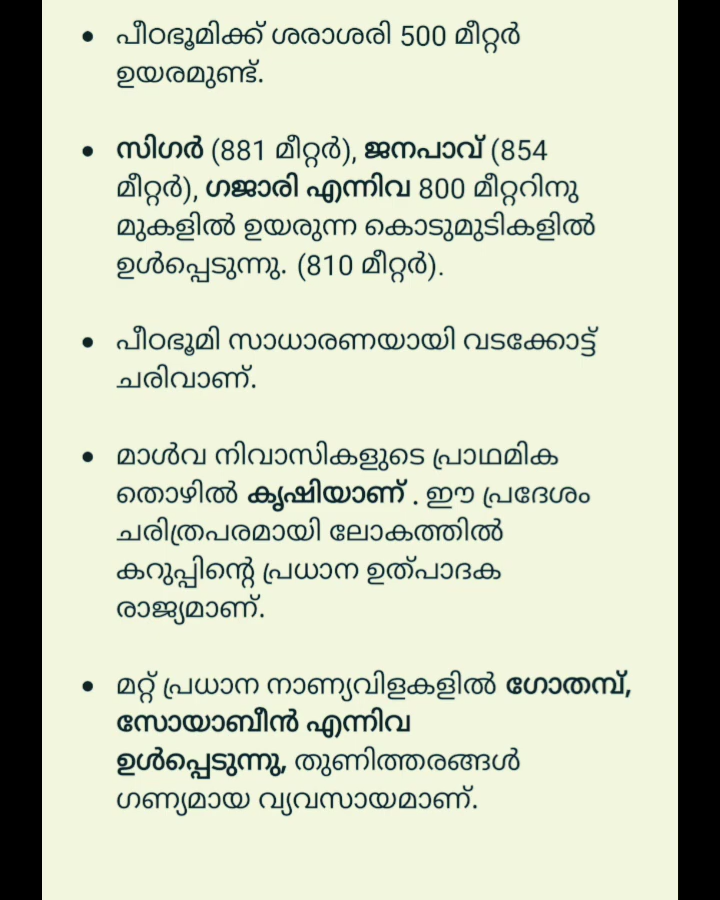 • പീഠഭൂമിക്ക് ശരാശരി 500 മീറ്റർ
ഉയരമുണ്ട്.
• സിഗർ (881 മീറ്റർ), ജനപാവ് (854
മീറ്റർ), ഗജാരി എന്നിവ 800 മീറ്ററിനു
മുകളിൽ ഉയരുന്ന കൊടുമുടികളിൽ
ഉൾപ്പെടുന്നു. (810 മീറ്റർ).
• പീഠഭൂമി സാധാരണയായി വടക്കോട്ട്
ചരിവാണ്.
• മാൾവ നിവാസികളുടെ പ്രാഥമിക
തൊഴിൽ കൃഷിയാണ് . ഈ പ്രദേശം
ചരിത്രപരമായി ലോകത്തിൽ
കറുപ്പിന്റെ പ്രധാന ഉത്പാദക
രാജ്യമാണ്.
• മറ്റ് പ്രധാന നാണ്യവിളകളിൽ ഗോതമ്പ്,
സോയാബീൻ എന്നിവ
ഉൾപ്പെടുന്നു, തുണിത്തരങ്ങൾ
ഗണ്യമായ വ്യവസായമാണ്.